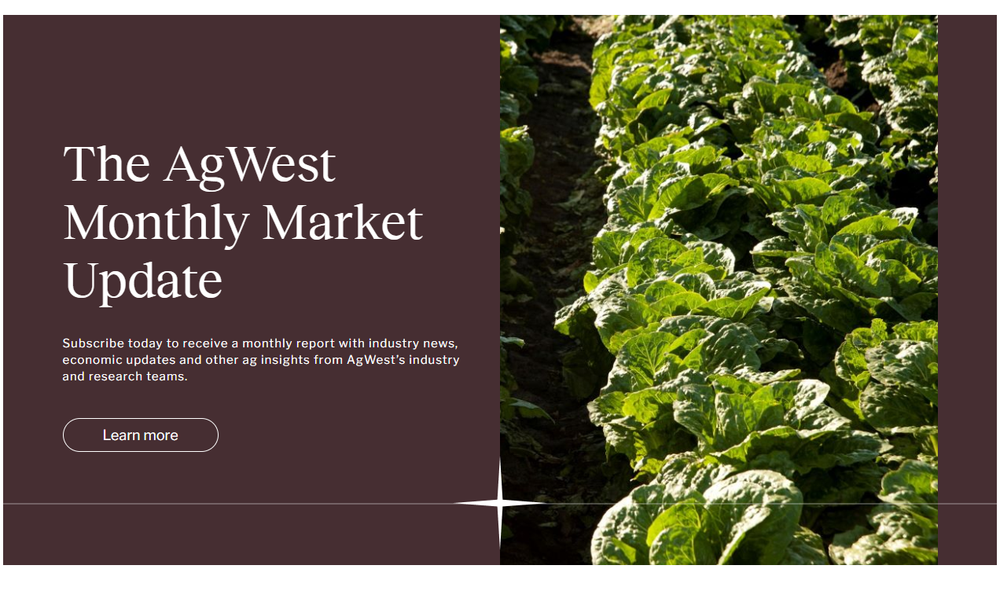 The AgWest
Monthly Market
Update
Subscribe today to receive a monthly report with industry news,
economic updates and other ag insights from AgWest’s industry
and research teams.
Learn more